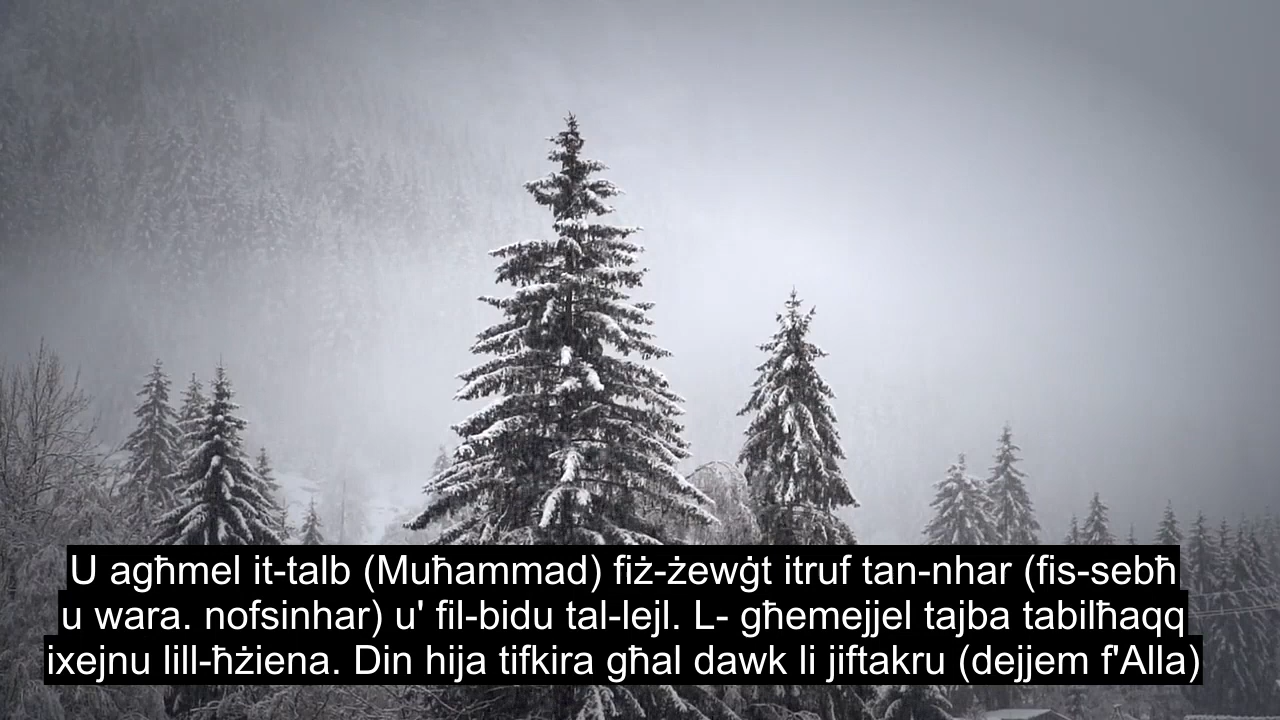 U agħmel it-talb (Muħammad) fiż-żewġt itruf tan-nhar (fis-sebħ
u wara. nofsinhar) u' fil-bidu tal-lejl. L- għemejjel tajba tabilħaqq
ixejnu lill-ħżiena. Din hija tifkira għal dawk li jiftakru (dejjem f'Alla)